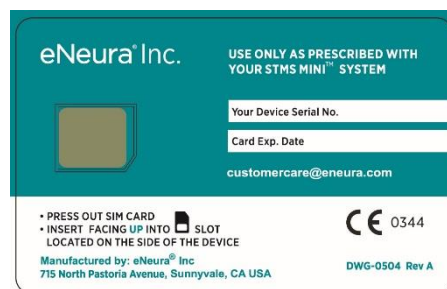 eNeura® Inc.
USE ONLY AS PRESCRIBED WITH
YOUR STMS MINI™ SYSTEM
Your Device Serial No.
Card Exp. Date
customercare@eneura.com
• PRESS OUT SIM CARD
• INSERT FACING UP INTO SLOT
LOCATED ON THE SIDE OF THE DEVICE
Manufactured by: eNeura® Inc
715 North Pastoria Avenue, Sunnyvale, CA USA
CE 0344
DWG-0504 Rev A